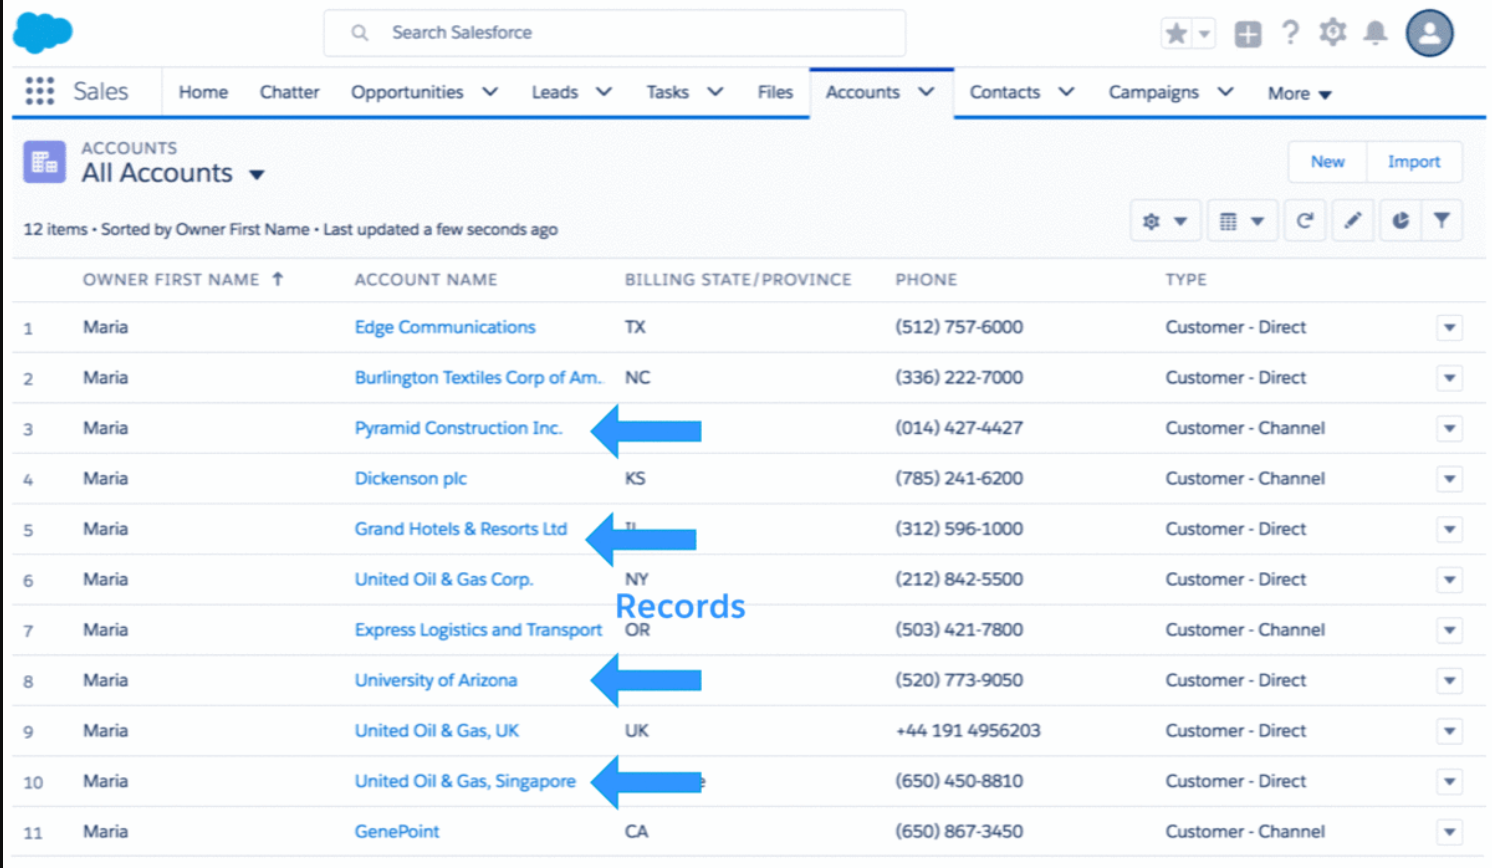 Search Salesforce
Sales Home Chatter Opportunities Leads Tasks Files Accounts Contacts Campaigns More
ACCOUNTS
All Accounts
New Import
12 items • Sorted by Owner First Name • Last updated a few seconds ago
OWNER FIRST NAME ↑ ACCOUNT NAME BILLING STATE/PROVINCE PHONE TYPE
1 Maria Edge Communications TX (512) 757-6000 Customer - Direct
2 Maria Burlington Textiles Corp of Am.. NC (336) 222-7000 Customer - Direct
3 Maria Pyramid Construction Inc. (014) 427-4427 Customer - Channel
4 Maria Dickenson plc KS (785) 241-6200 Customer - Channel
5 Maria Grand Hotels & Resorts Ltd (312) 596-1000 Customer - Direct
6 Maria United Oil & Gas Corp. NY (212) 842-5500 Customer - Direct
Records
7 Maria Express Logistics and Transport OR (503) 421-7800 Customer - Channel
8 Maria University of Arizona (520) 773-9050 Customer - Direct
9 Maria United Oil & Gas, UK UK +44 191 4956203 Customer - Direct
10 Maria United Oil & Gas, Singapore (650) 450-8810 Customer - Direct
11 Maria GenePoint CA (650) 867-3450 Customer - Channel